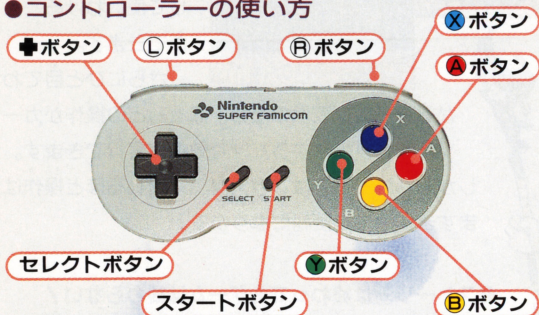 ●コントローラーの使い方
✚ボタン
Ⓛボタン
Ⓡボタン
Ⓧボタン
Ⓐボタン
Nintendo
SUPER FAMICOM
X
A
Y
B
SELECT
START
セレクトボタン
スタートボタン
Ⓨボタン
Ⓑボタン